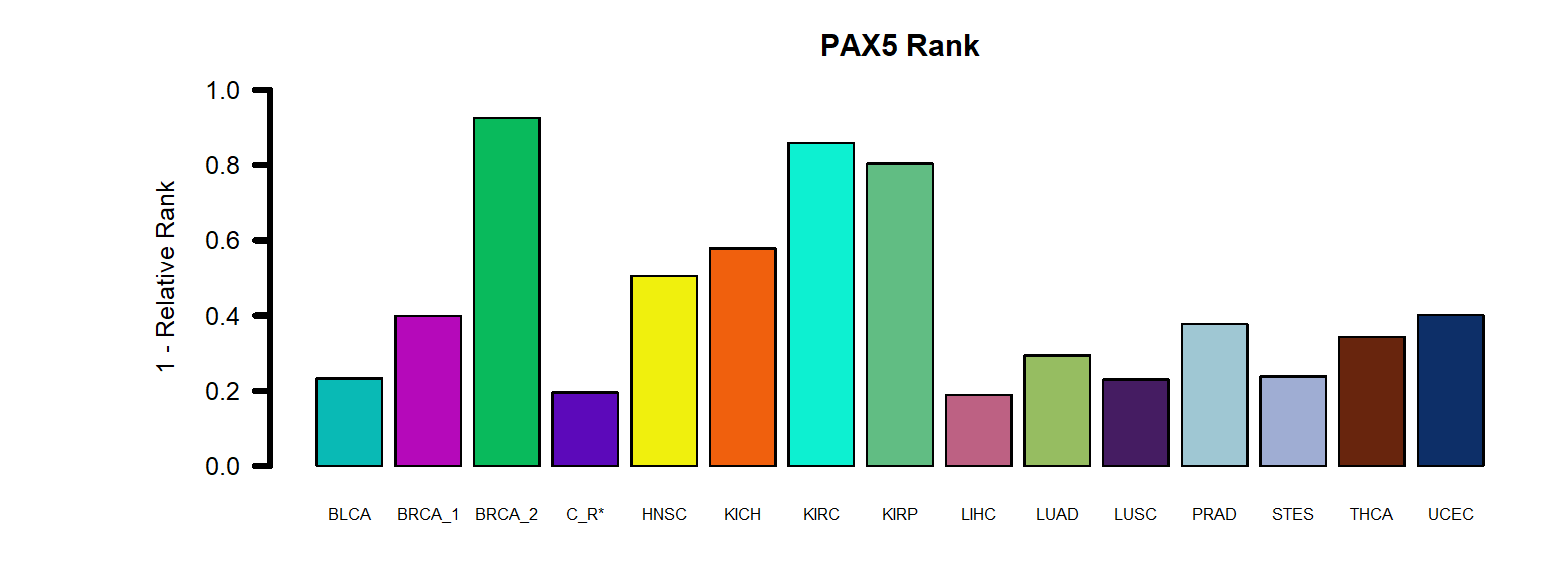 PAX5 Rank
1 - Relative Rank
1.0
0.8
0.6
0.4
0.2
0.0
BLCA BRCA_1 BRCA_2 C_R* HNSC KICH KIRC KIRP LIHC LUAD LUSC PRAD STES THCA UCEC